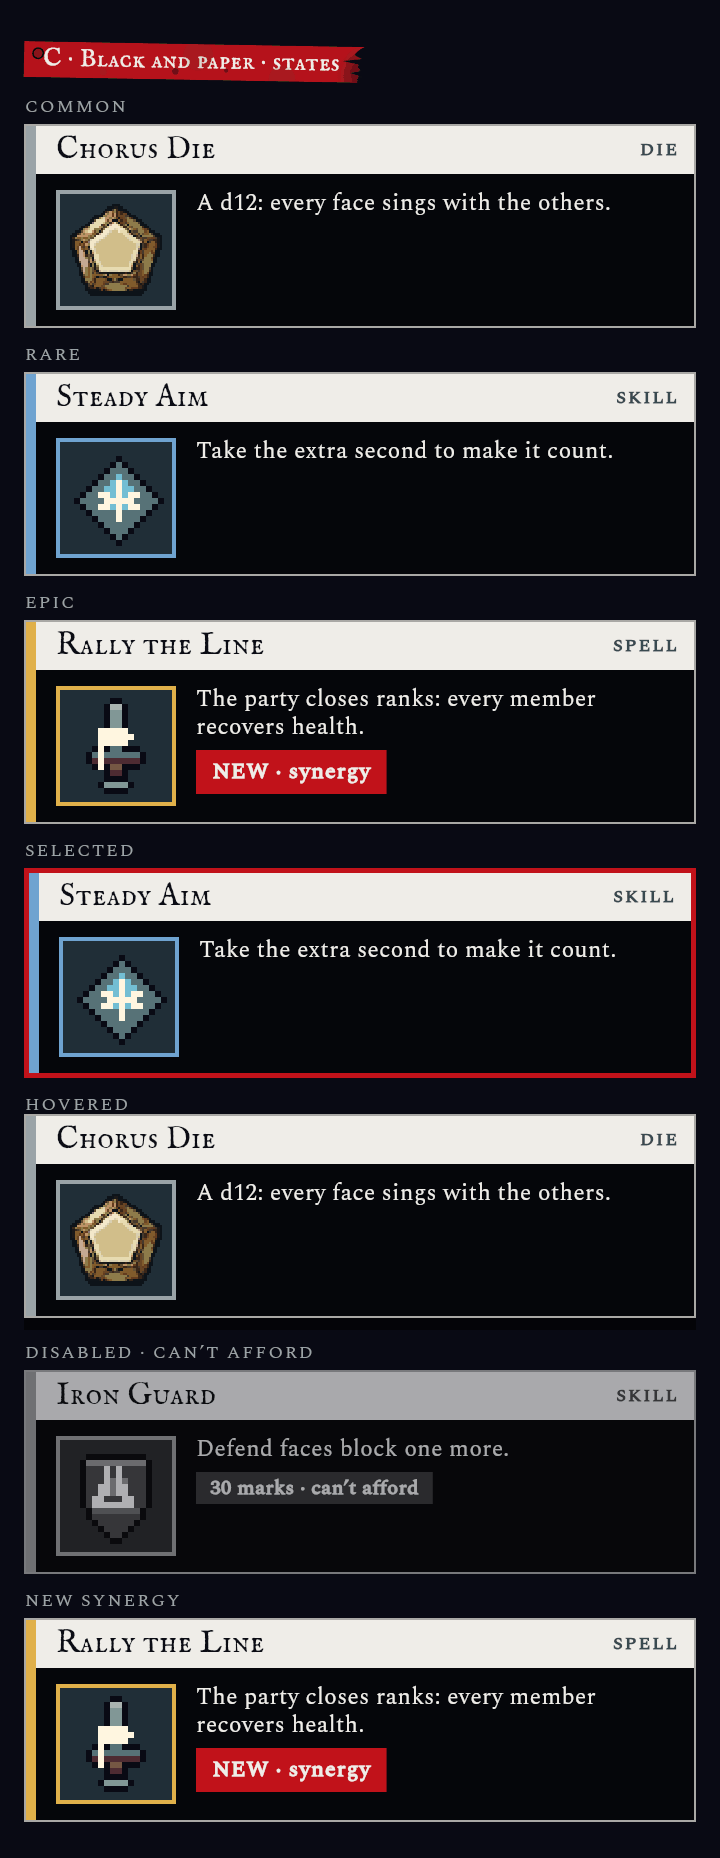 C · Black and paper · states
COMMON
Chorus Die
DIE
A d12: every face sings with the others.
RARE
Steady Aim
SKILL
Take the extra second to make it count.
EPIC
Rally the Line
SPELL
The party closes ranks: every member
recovers health.
NEW · synergy
SELECTED
Steady Aim
SKILL
Take the extra second to make it count.
HOVERED
Chorus Die
DIE
A d12: every face sings with the others.
DISABLED · CAN’T AFFORD
Iron Guard
SKILL
Defend faces block one more.
30 marks · can’t afford
NEW SYNERGY
Rally the Line
SPELL
The party closes ranks: every member
recovers health.
NEW · synergy